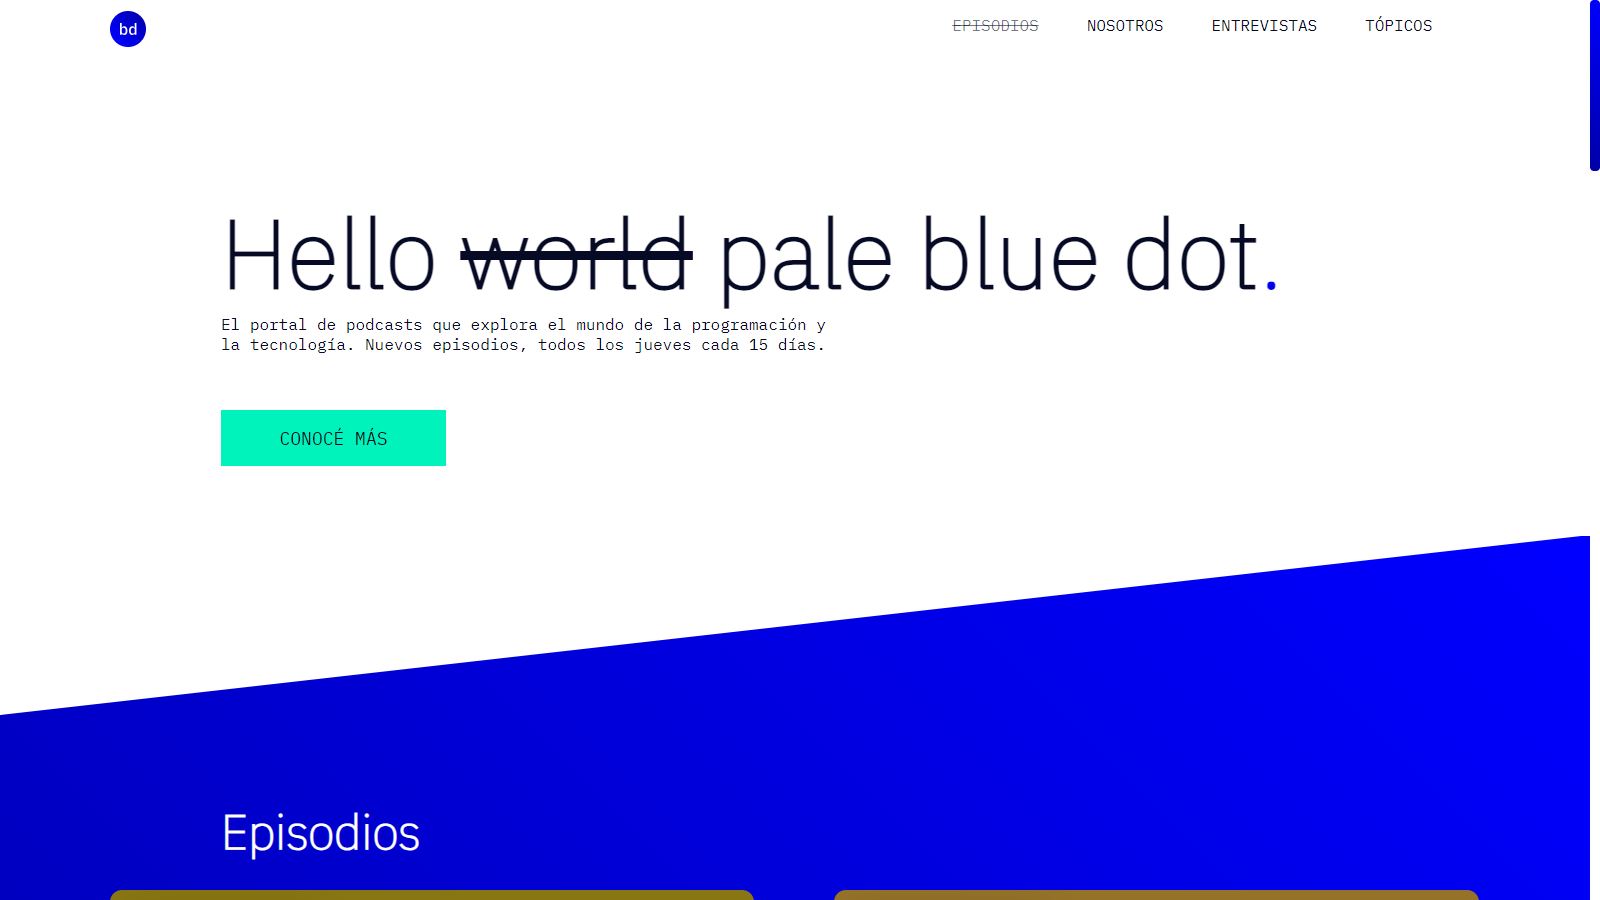 bd
EPISODIOS NOSOTROS ENTREVISTAS TÓPICOS
Hello world pale blue dot.
El portal de podcasts que explora el mundo de la programación y
la tecnología. Nuevos episodios, todos los jueves cada 15 días.
CONOCÉ MÁS
Episodios